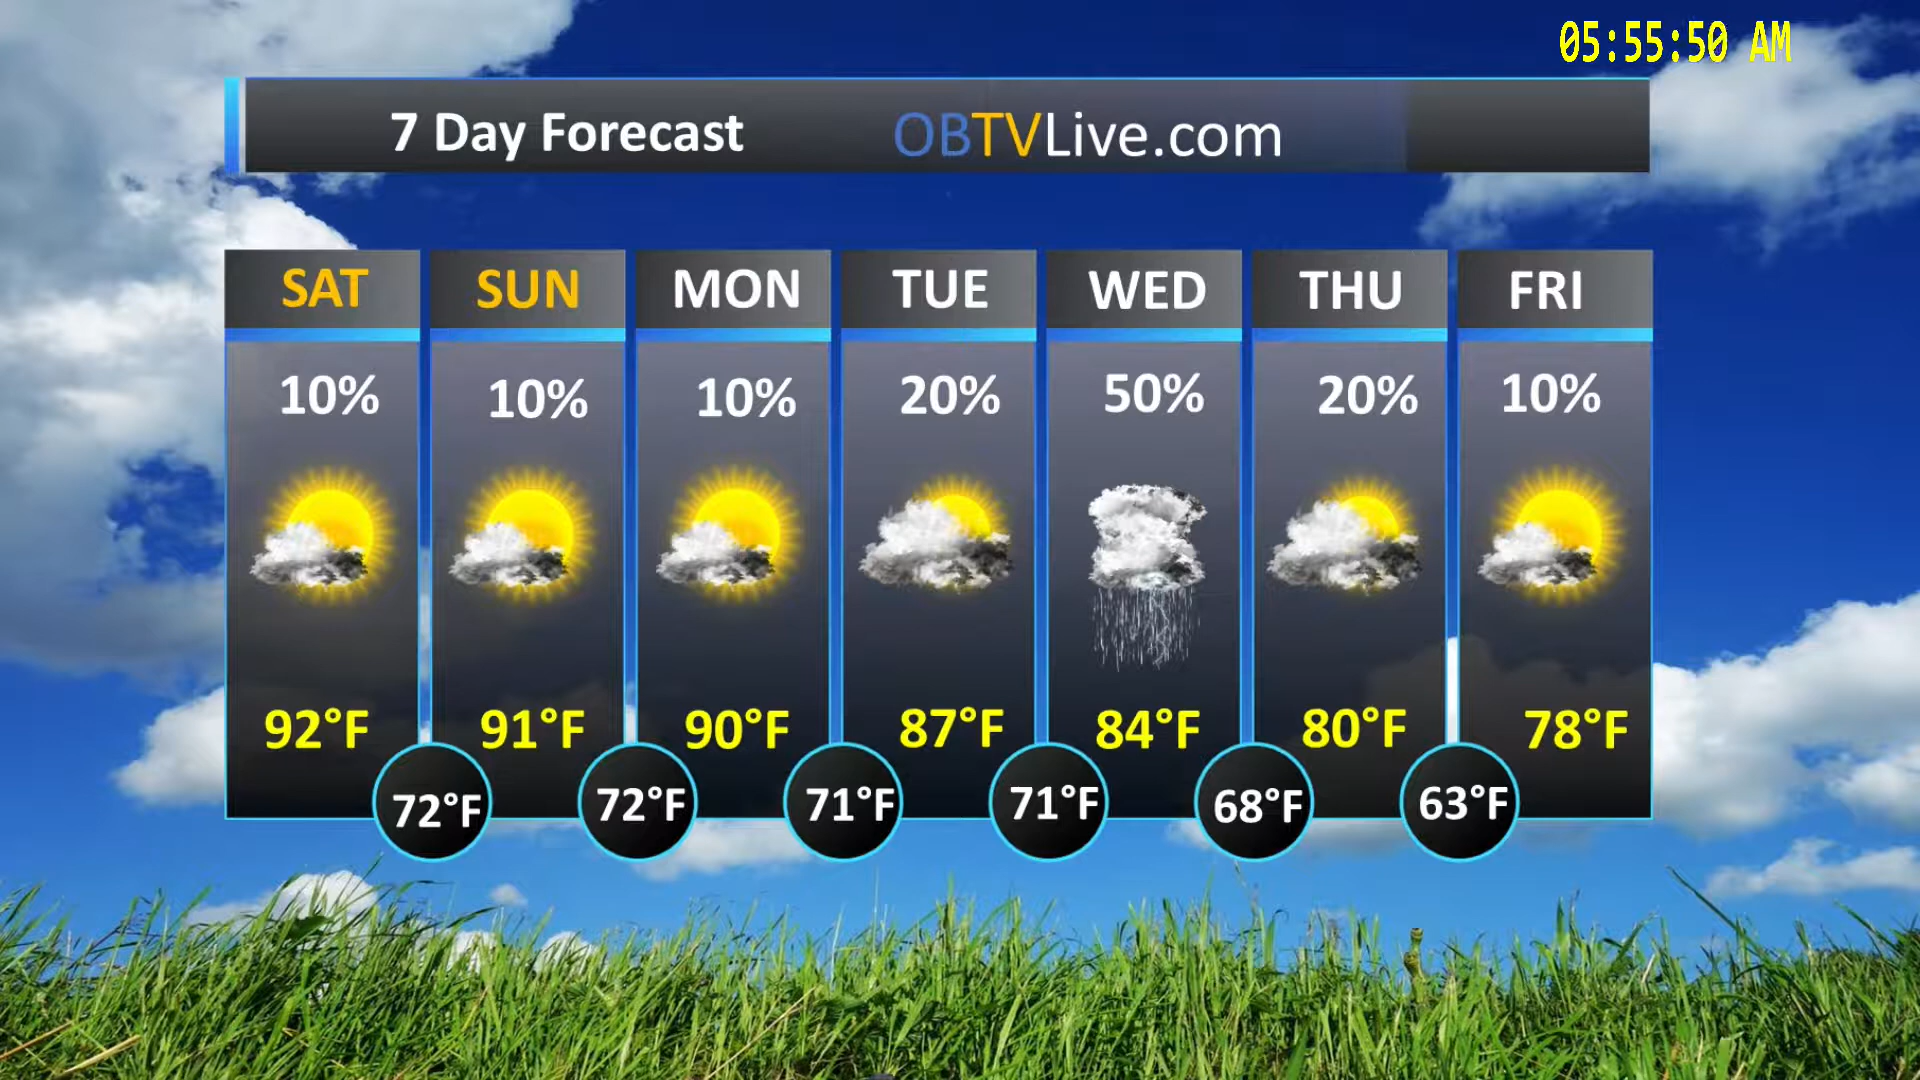 05:55:50 AM
7 Day Forecast OBTVLive.com
SAT SUN MON TUE WED THU FRI
10% 10% 10% 20% 50% 20% 10%
92°F 91°F 90°F 87°F 84°F 80°F 78°F
72°F 72°F 71°F 71°F 68°F 63°F